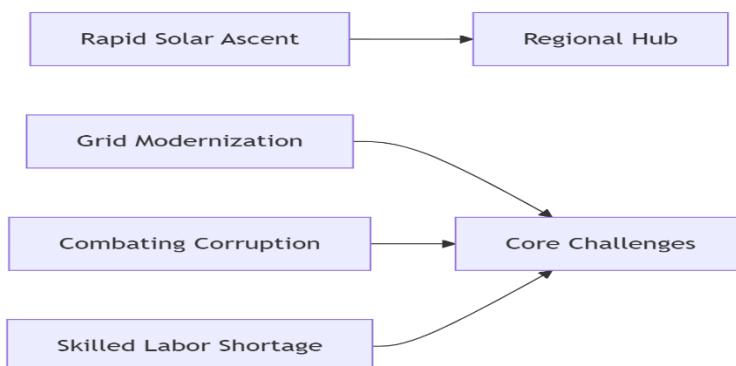 Rapid Solar Ascent
Regional Hub
Grid Modernization
Combating Corruption
Core Challenges
Skilled Labor Shortage